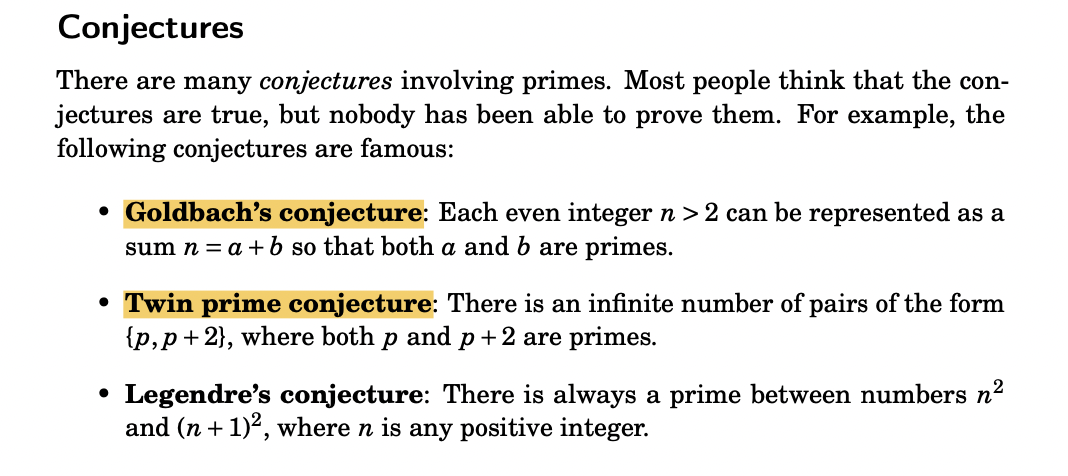 Conjectures
There are many conjectures involving primes. Most people think that the con-
jectures are true, but nobody has been able to prove them. For example, the
following conjectures are famous:
• Goldbach’s conjecture: Each even integer n > 2 can be represented as a
sum n = a + b so that both a and b are primes.
• Twin prime conjecture: There is an infinite number of pairs of the form
{p, p + 2}, where both p and p + 2 are primes.
• Legendre’s conjecture: There is always a prime between numbers n²
and (n + 1)², where n is any positive integer.